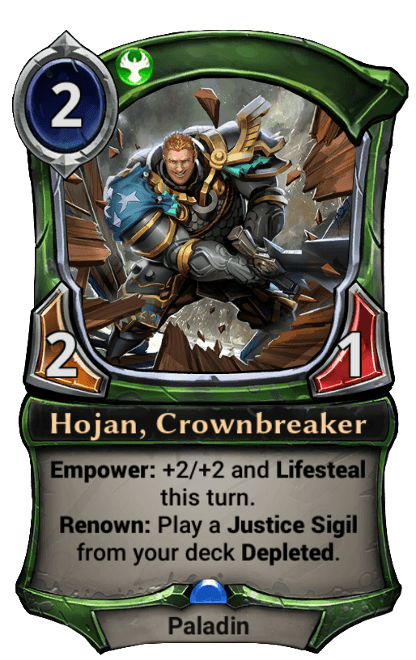 2
2
1
Hojan, Crownbreaker
Empower: +2/+2 and Lifesteal
this turn.
Renown: Play a Justice Sigil
from your deck Depleted.
Paladin